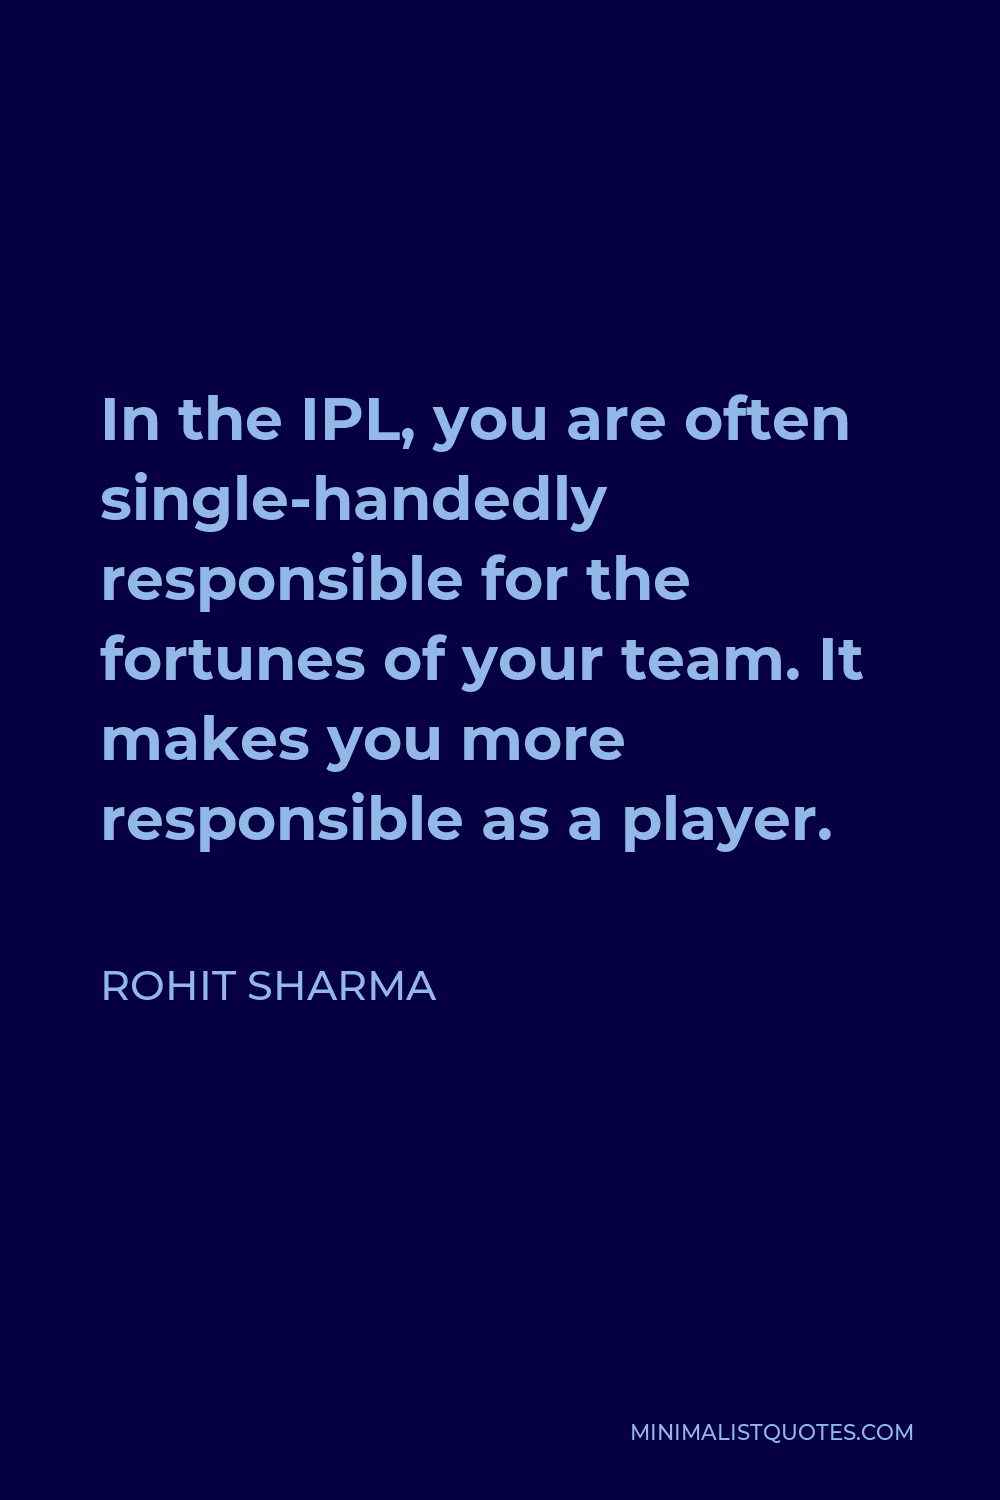 In the IPL, you are often
single-handedly
responsible for the
fortunes of your team. It
makes you more
responsible as a player.
ROHIT SHARMA
MINIMALISTQUOTES.COM